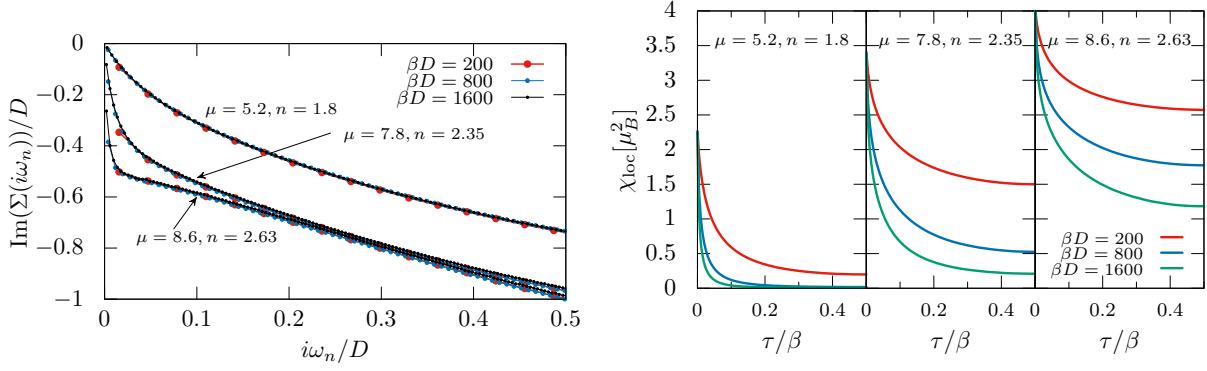 Im(Σ(iωₙ))/D
0
−0.2
−0.4
−0.6
−0.8
−1
0 0.1 0.2 0.3 0.4 0.5
iωₙ/D
βD = 200
βD = 800
βD = 1600
μ = 5.2, n = 1.8
μ = 7.8, n = 2.35
μ = 8.6, n = 2.63
χ_loc[μ_B^2]
4
3.5
3
2.5
2
1.5
1
0.5
0
μ = 5.2, n = 1.8
μ = 7.8, n = 2.35
μ = 8.6, n = 2.63
βD = 200
βD = 800
βD = 1600
0 0.2 0.4 0 0.2 0.4 0 0.2 0.4
τ/β τ/β τ/β